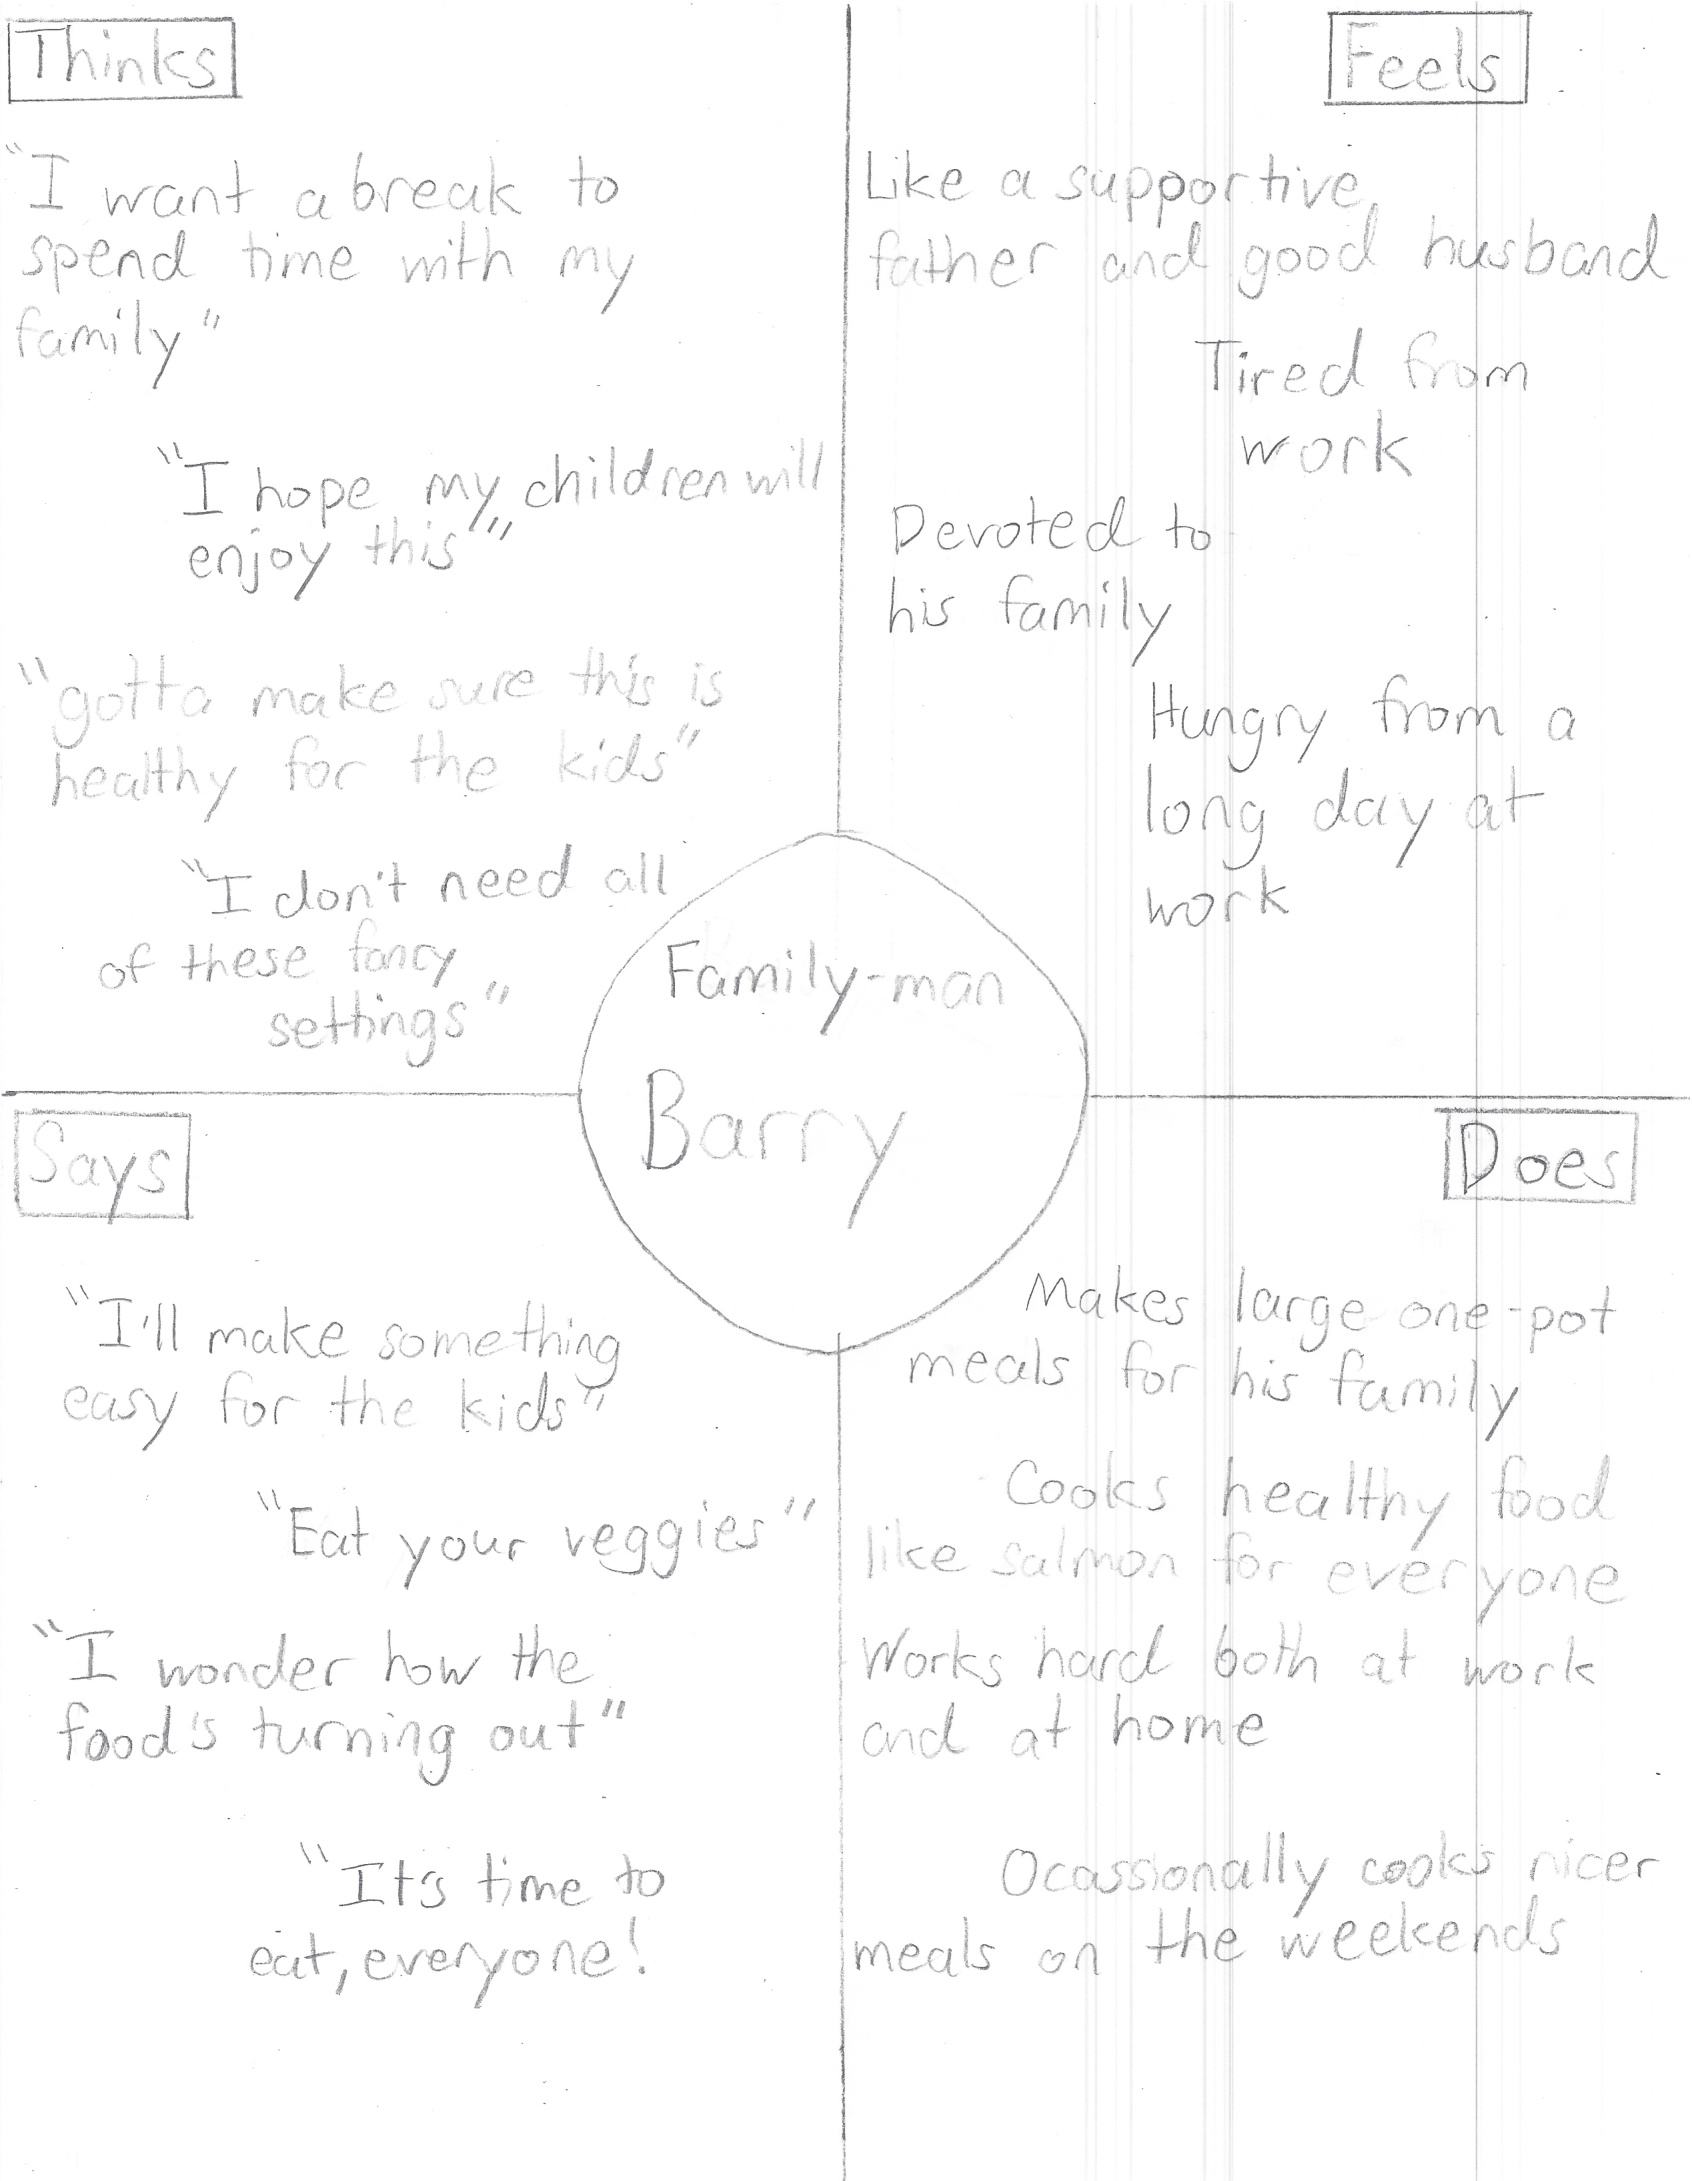 Thinks
"I want a break to
spend time with my
family"
"I hope my children will
enjoy this"
"gotta make sure this is
healthy for the kids"
"I don't need all
of these fancy
settings"
Feels
Like a supportive
father and good husband
Tired from
work
Devoted to
his family
Hungry from a
long day at
work
Family-man
Barry
Says
"I'll make something
easy for the kids"
"Eat your veggies"
"I wonder how the
food's turning out"
"It's time to
eat, everyone!
Does
Makes large one-pot
meals for his family
Cooks healthy food
like salmon for everyone
Works hard both at work
and at home
Ocassionally cooks nicer
meals on the weekends